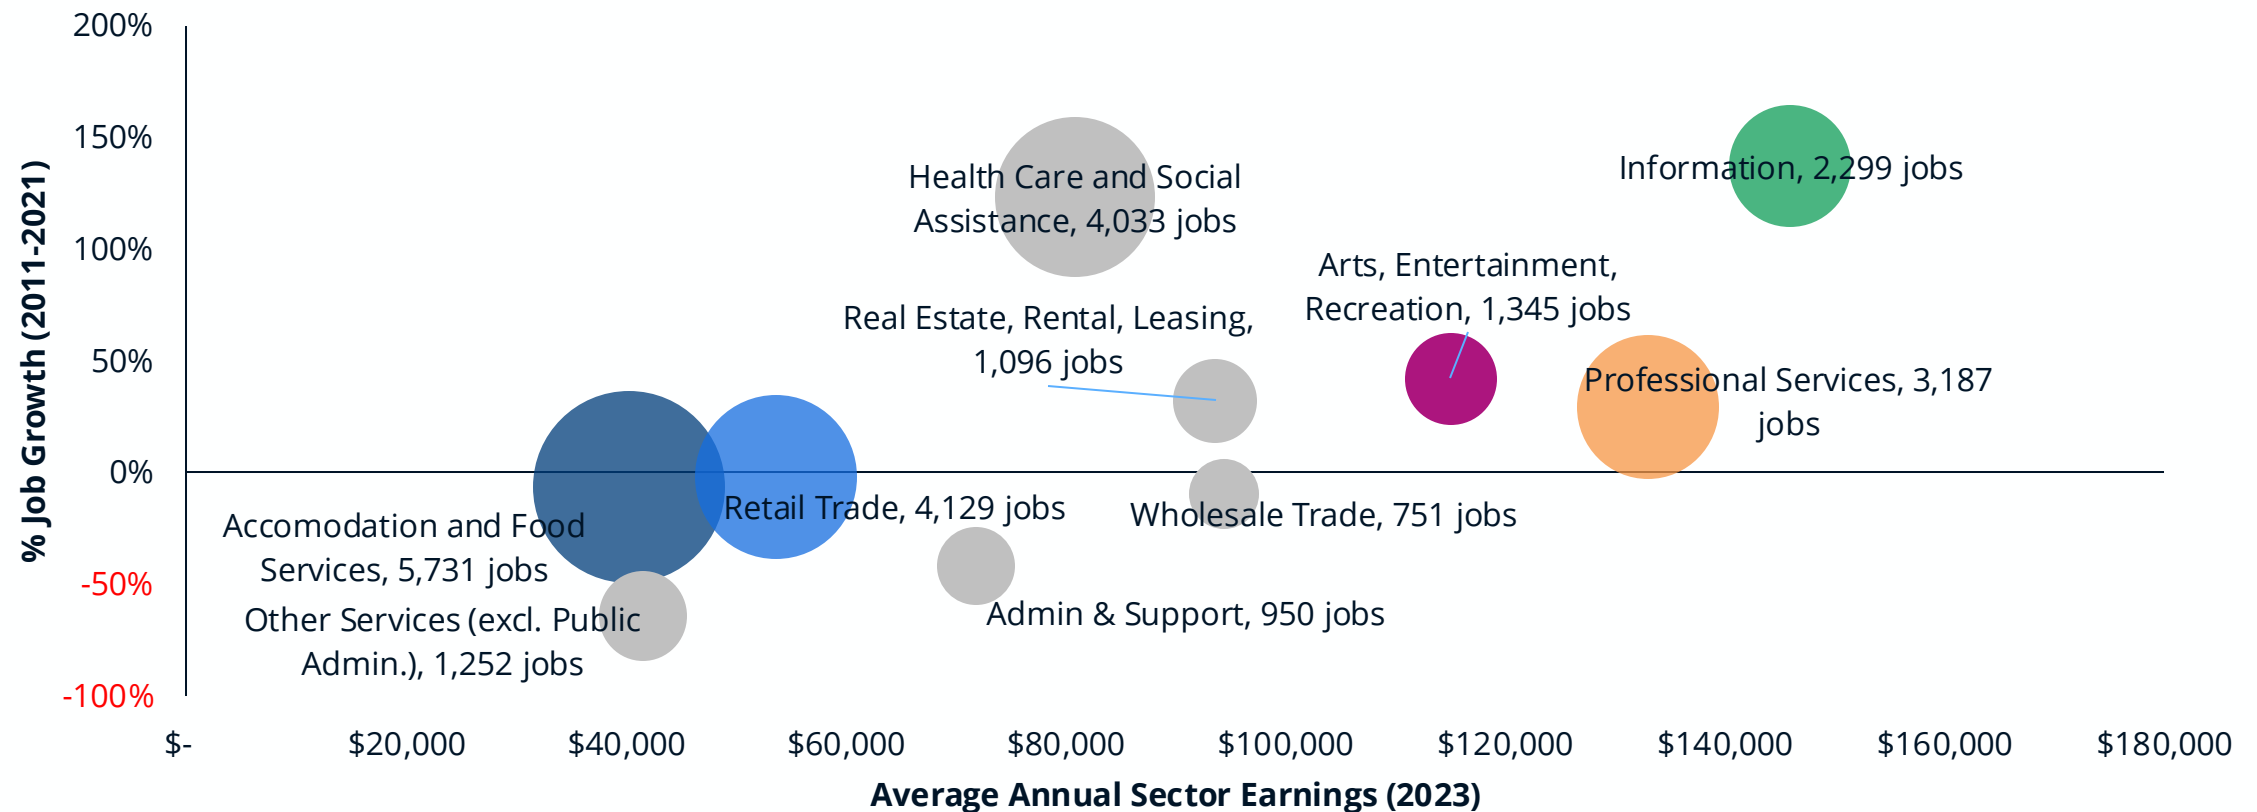 200%
150%
100%
50%
0%
-50%
-100%
% Job Growth (2011-2021)
Health Care and Social
Assistance, 4,033 jobs
Information, 2,299 jobs
Arts, Entertainment,
Recreation, 1,345 jobs
Real Estate, Rental, Leasing,
1,096 jobs
Professional Services, 3,187
jobs
Retail Trade, 4,129 jobs
Wholesale Trade, 751 jobs
Accomodation and Food
Services, 5,731 jobs
Other Services (excl. Public
Admin.), 1,252 jobs
Admin & Support, 950 jobs
$- $20,000 $40,000 $60,000 $80,000 $100,000 $120,000 $140,000 $160,000 $180,000
Average Annual Sector Earnings (2023)